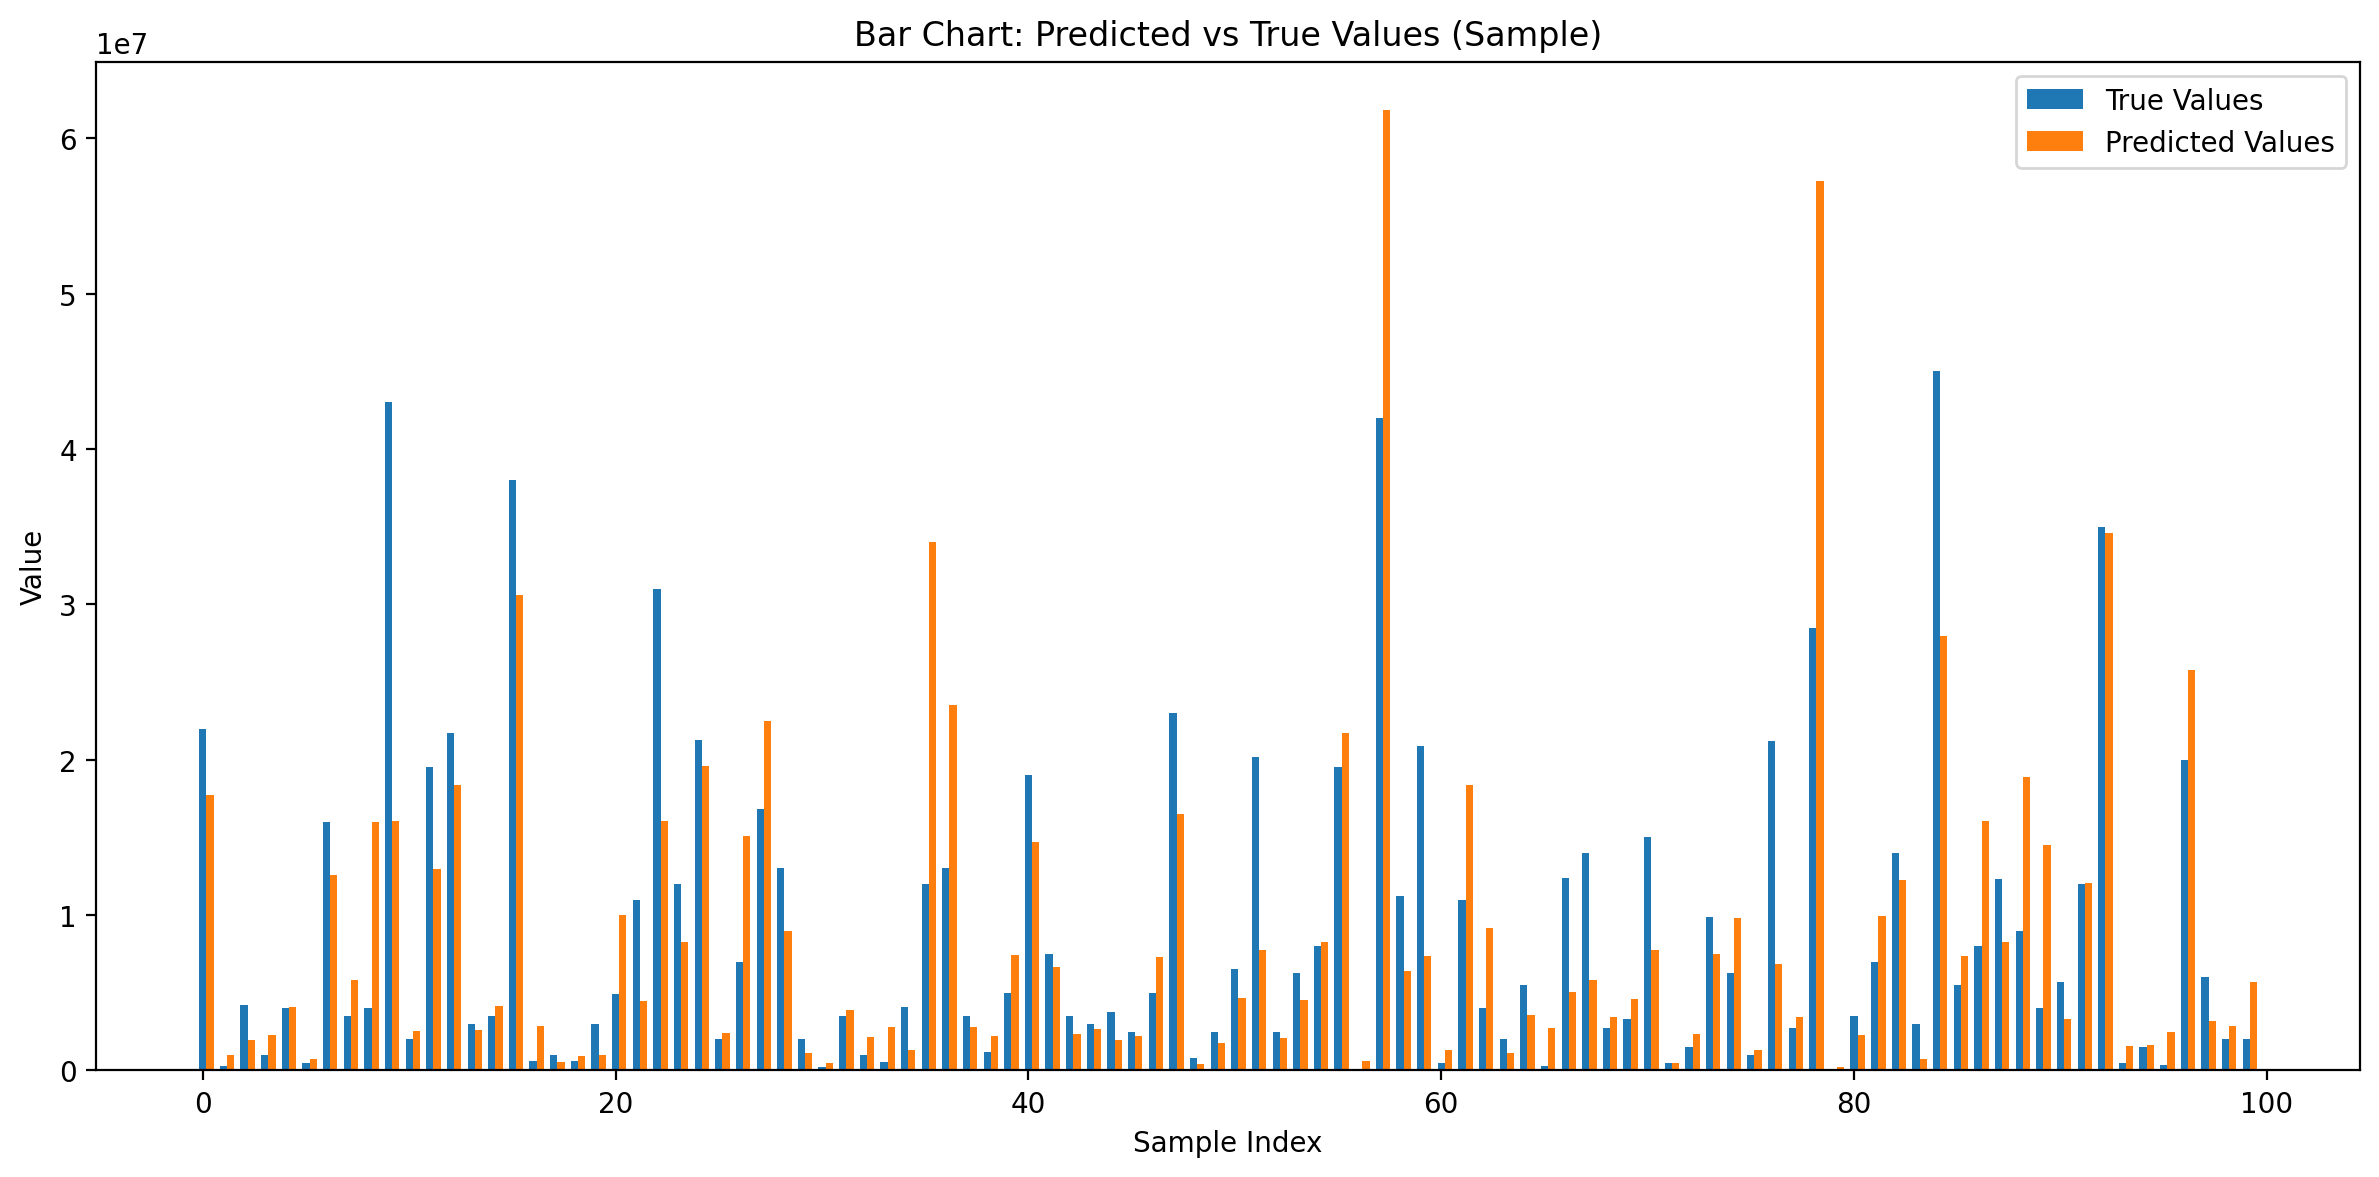 Bar Chart: Predicted vs True Values (Sample)
1e7
True Values
Predicted Values
6
5
4
3
2
1
0
Value
0 20 40 60 80 100
Sample Index